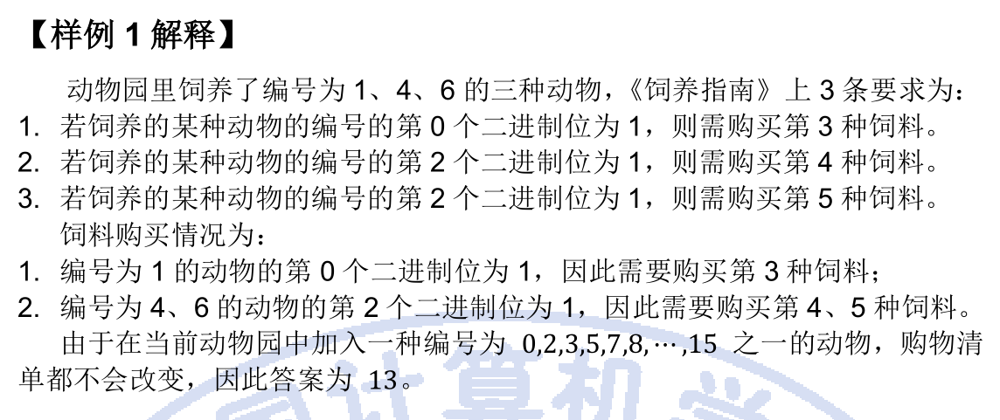 【样例 1 解释】
动物园里饲养了编号为 1、4、6 的三种动物，《饲养指南》上 3 条要求为：
1. 若饲养的某种动物的编号的第 0 个二进制位为 1，则需购买第 3 种饲料。
2. 若饲养的某种动物的编号的第 2 个二进制位为 1，则需购买第 4 种饲料。
3. 若饲养的某种动物的编号的第 2 个二进制位为 1，则需购买第 5 种饲料。
饲料购买情况为：
1. 编号为 1 的动物的第 0 个二进制位为 1，因此需要购买第 3 种饲料；
2. 编号为 4、6 的动物的第 2 个二进制位为 1，因此需要购买第 4、5 种饲料。
由于在当前动物园中加入一种编号为 0,2,3,5,7,8,⋯,15 之一的动物，购物清
单都不会改变，因此答案为 13。
国计算机学